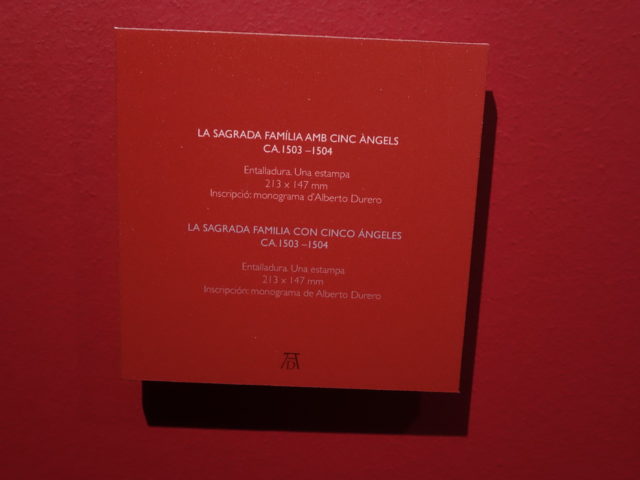 LA SAGRADA FAMÍLIA AMB CINC ÀNGELS
CA.1503 –1504
Entalladura. Una estampa
213 x 147 mm
Inscripció: monograma d'Alberto Durero
LA SAGRADA FAMILIA CON CINCO ÁNGELES
CA.1503 –1504
Entalladura. Una estampa
213 x 147 mm
Inscripción: monograma de Alberto Durero
AD